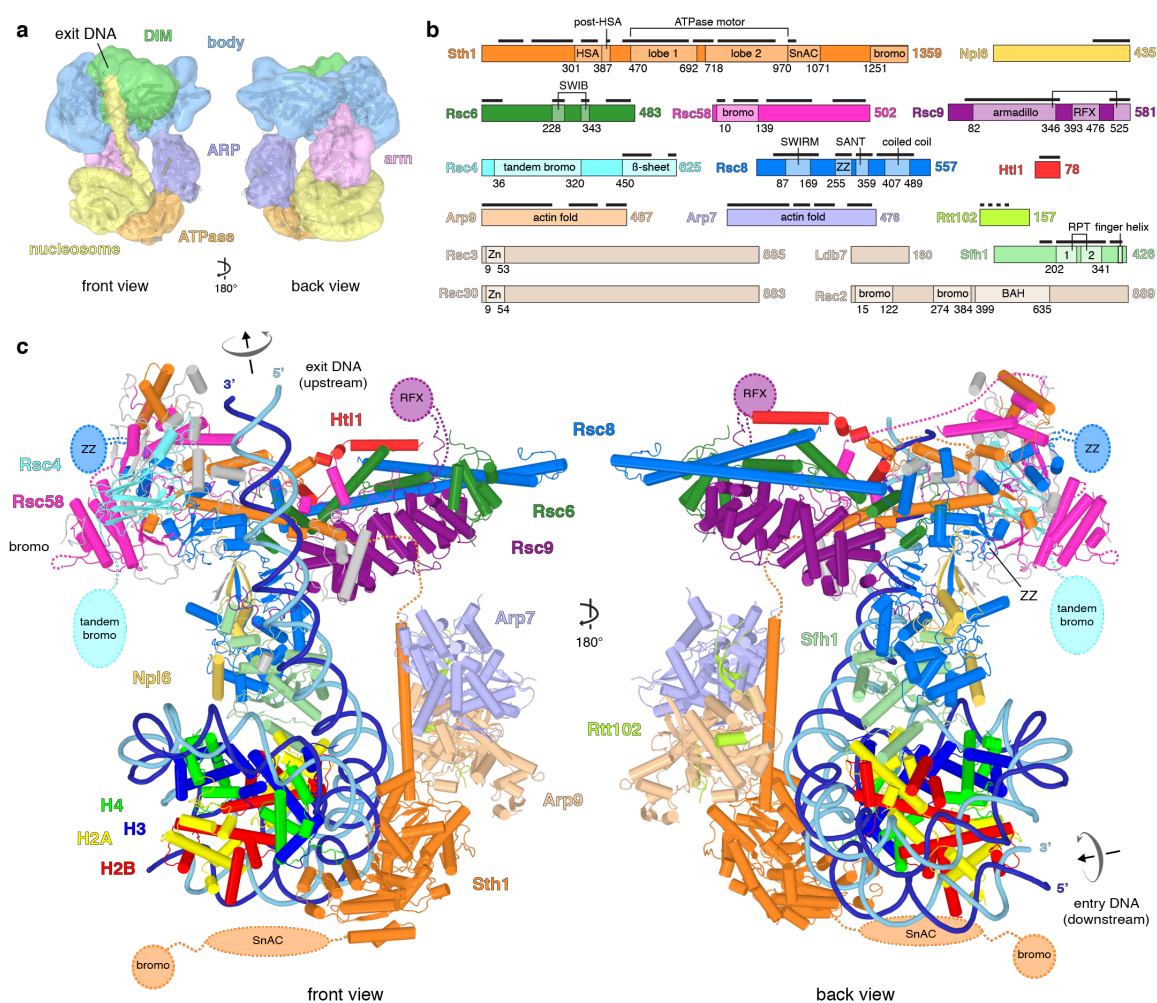 a
exit DNA
DIM
body
ARP
arm
nucleosome
ATPase
front view
180°
back view
b
post-HSA
ATPase motor
Sth1
HSA
lobe 1
lobe 2
SnAC
bromo
1359
301
387
470
692
718
970
1071
1251
Npl6
435
SWIB
Rsc6
483
228
343
Rsc58
bromo
502
10
139
Rsc9
armadillo
RFX
581
82
346
393
476
525
Rsc4
tandem bromo
ß-sheet
625
36
320
450
SWIRM
SANT
coiled coil
Rsc8
ZZ
557
87
169
255
359
407
489
Htl1
78
Arp9
actin fold
467
Arp7
actin fold
476
Rtt102
157
Rsc3
Zn
885
9
53
Ldb7
180
RPT
finger helix
Sfh1
1
2
426
202
341
Rsc30
Zn
883
9
54
Rsc2
bromo
bromo
BAH
889
15
122
274
384
399
635
c
3'
5'
exit DNA
(upstream)
RFX
Htl1
Rsc8
ZZ
Rsc4
Rsc58
bromo
Rsc6
Rsc9
tandem
bromo
Arp7
Npl6
H4
H3
H2A
H2B
Arp9
Sth1
SnAC
bromo
front view
180°
RFX
ZZ
ZZ
tandem
bromo
Sfh1
Rtt102
3'
5'
entry DNA
(downstream)
SnAC
bromo
back view